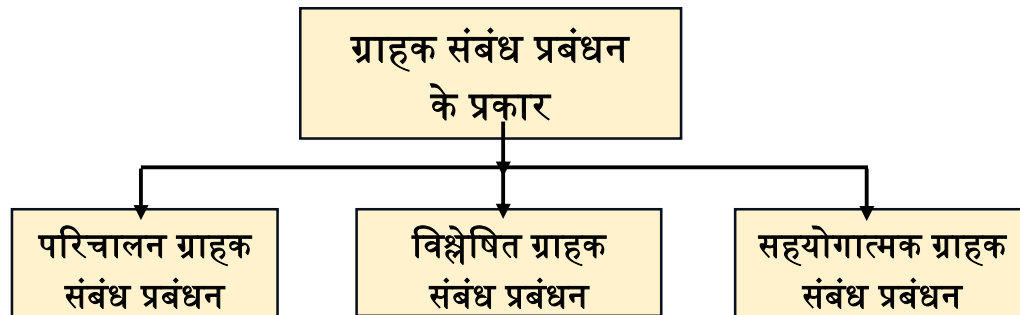 ग्राहक संबंध प्रबंधन
के प्रकार
परिचालन ग्राहक
संबंध प्रबंधन
विश्लेषित ग्राहक
संबंध प्रबंधन
सहयोगात्मक ग्राहक
संबंध प्रबंधन